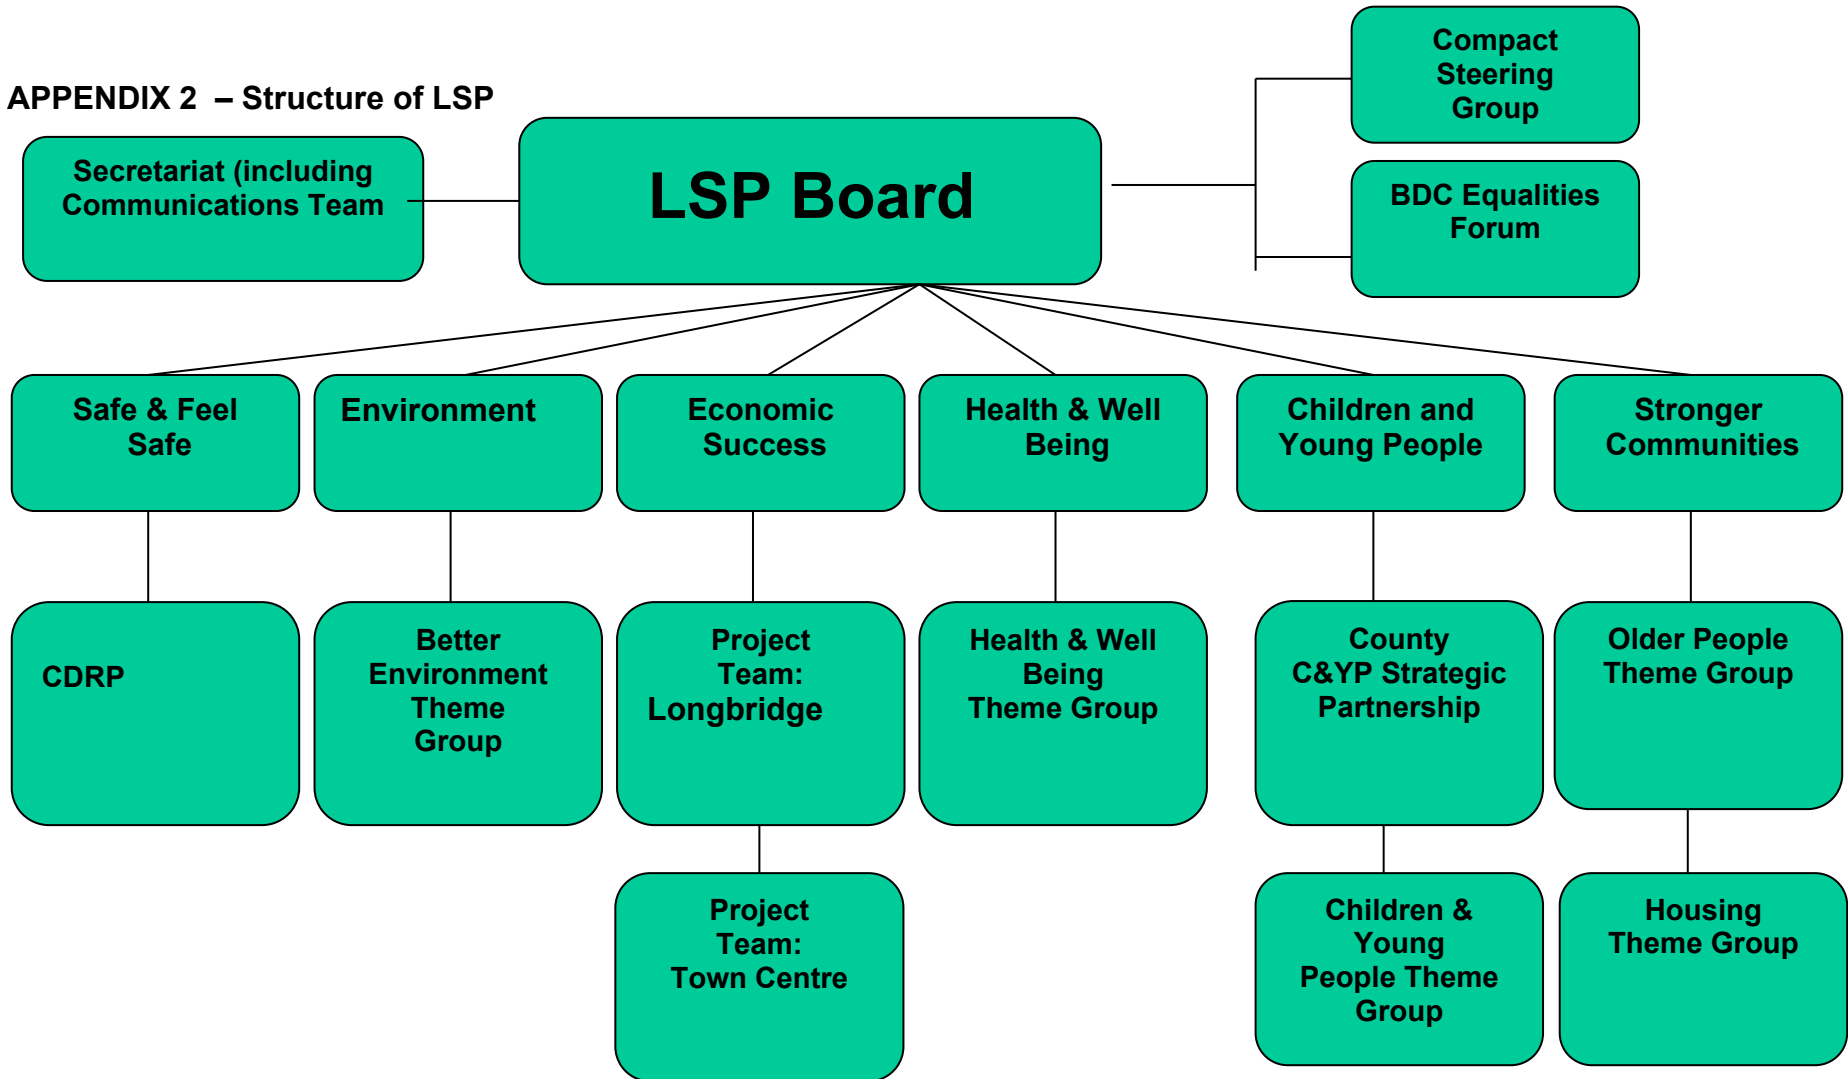 Compact
Steering
Group
APPENDIX 2 – Structure of LSP
Secretariat (including
Communications Team
LSP Board
BDC Equalities
Forum
Safe & Feel
Safe
Environment
Economic
Success
Health & Well
Being
Children and
Young People
Stronger
Communities
CDRP
Better
Environment
Theme
Group
Project
Team:
Longbridge
Health & Well
Being
Theme Group
County
C&YP Strategic
Partnership
Older People
Theme Group
Project
Team:
Town Centre
Children &
Young
People Theme
Group
Housing
Theme Group